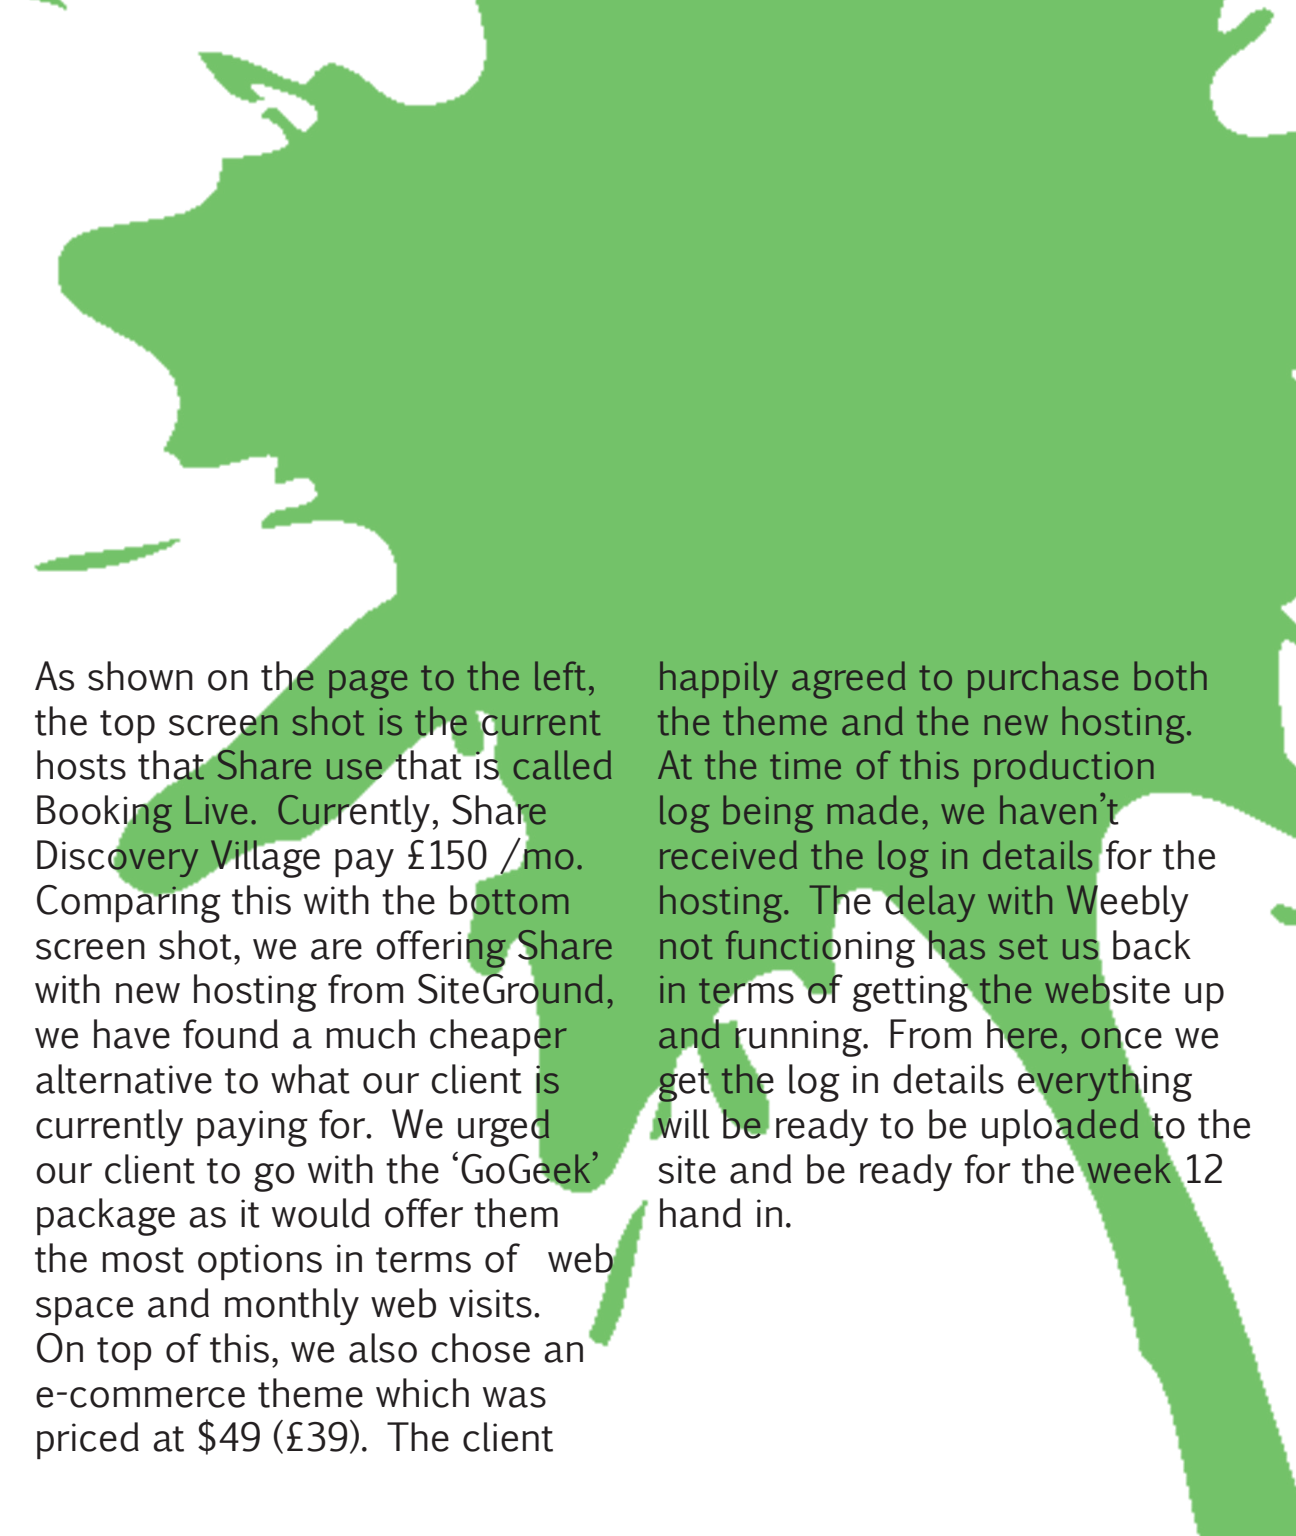 As shown on the page to the left,
the top screen shot is the current
hosts that Share use that is called
Booking Live.  Currently, Share
Discovery Village pay £150 /mo.
Comparing this with the bottom
screen shot, we are offering Share
with new hosting from SiteGround,
we have found a much cheaper
alternative to what our client is
currently paying for.  We urged
our client to go with the ‘GoGeek’
package as it would offer them
the most options in terms of   web
space and monthly web visits.
On top of this, we also chose an
e-commerce theme which was
priced at $49 (£39).  The client
happily agreed to purchase both
the theme and the new hosting.
At the time of this production
log being made, we haven’t
received the log in details for the
hosting.  The delay with Weebly
not functioning has set us back
in terms of getting the website up
and running.  From here, once we
get the log in details everything
will be ready to be uploaded to the
site and be ready for the week 12
hand in.